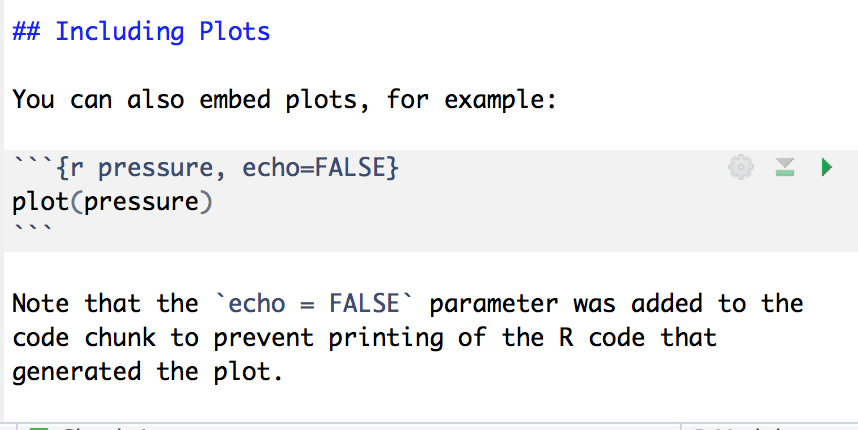 ## Including Plots
You can also embed plots, for example:
```{r pressure, echo=FALSE}
plot(pressure)
```
Note that the `echo = FALSE` parameter was added to the
code chunk to prevent printing of the R code that
generated the plot.